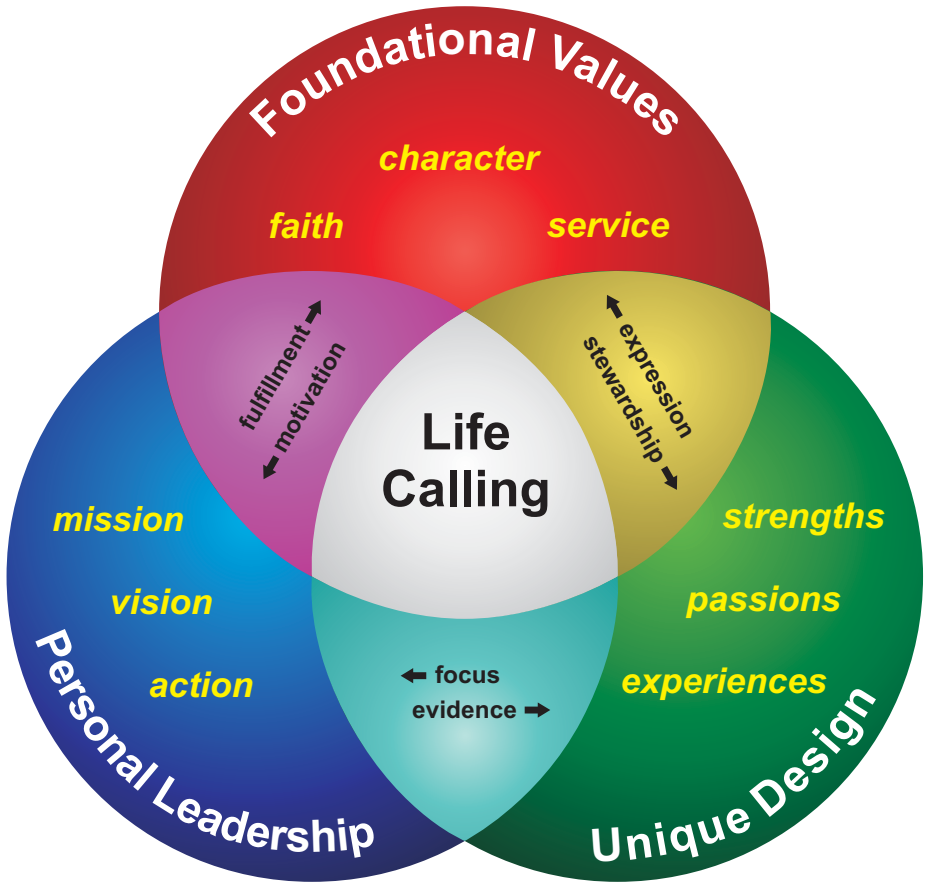 Foundational Values
character
faith
service
fulfillment
motivation
expression
stewardship
Life
Calling
mission
vision
action
strengths
passions
experiences
focus
evidence
Personal Leadership
Unique Design